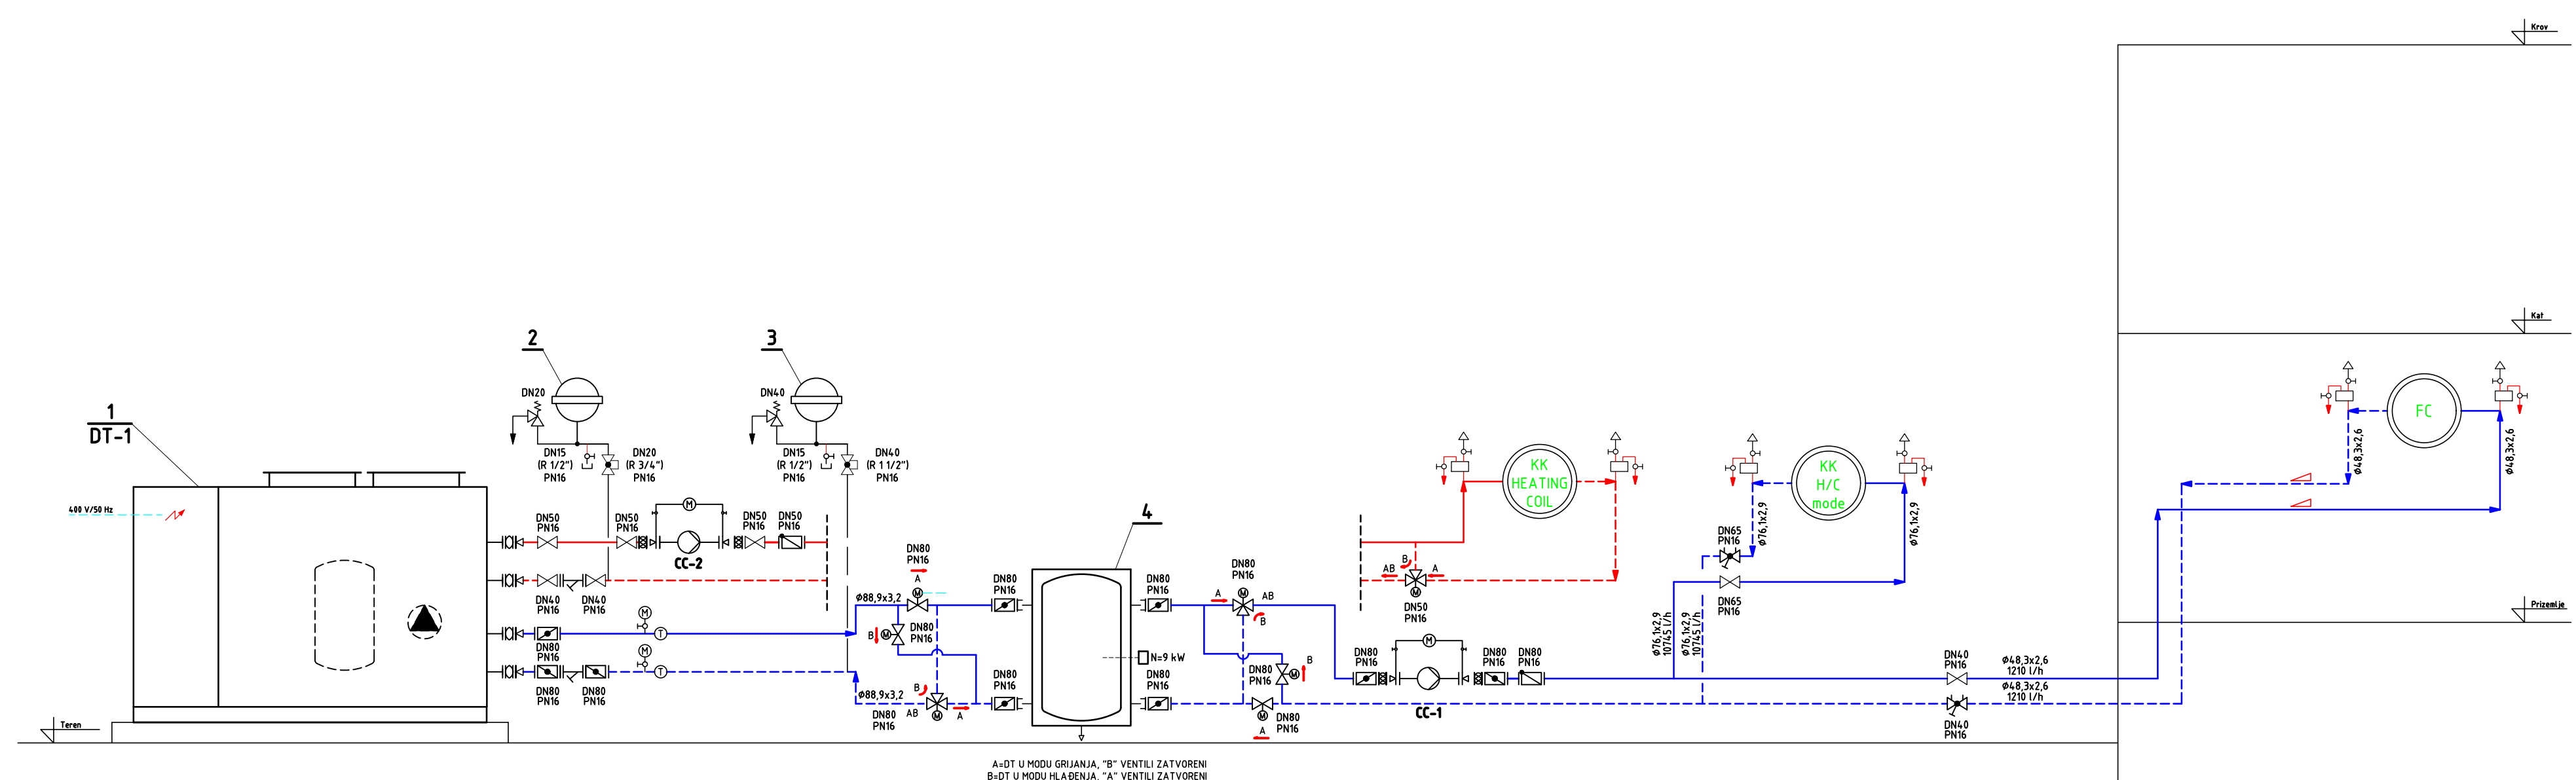 Krov
Kat
Prizemlje
Teren
1
DT-1
400 V/50 Hz
2
DN20
DN15
(R 1/2")
PN16
DN20
(R 3/4")
PN16
3
DN40
DN15
(R 1/2")
PN16
DN40
(R 1 1/2")
PN16
DN50
PN16
DN50
PN16
M
DN50
PN16
DN50
PN16
CC-2
DN40
PN16
DN40
PN16
M
T
DN80
PN16
M
T
DN80
PN16
DN80
PN16
Ø88,9x3,2
DN80
PN16
A
M
B
M
DN80
PN16
Ø88,9x3,2
B
AB
M
A
DN80
PN16
DN80
PN16
DN80
PN16
4
N=9 kW
DN80
PN16
DN80
PN16
DN80
PN16
A
M
AB
B
DN80
PN16
M
B
M
DN80
PN16
A
KK
HEATING
COIL
B
AB
A
M
DN50
PN16
DN80
PN16
M
DN80
PN16
DN80
PN16
CC-1
KK
H/C
mode
Ø76,1x2,9
Ø76,1x2,9
DN65
PN16
DN65
PN16
Ø76,1x2,9
10745 l/h
Ø76,1x2,9
10745 l/h
DN40
PN16
Ø48,3x2,6
1210 l/h
Ø48,3x2,6
1210 l/h
DN40
PN16
FC
Ø48,3x2,6
Ø48,3x2,6
A=DT U MODU GRIJANJA, "B" VENTILI ZATVORENI
B=DT U MODU HLAĐENJA, "A" VENTILI ZATVORENI